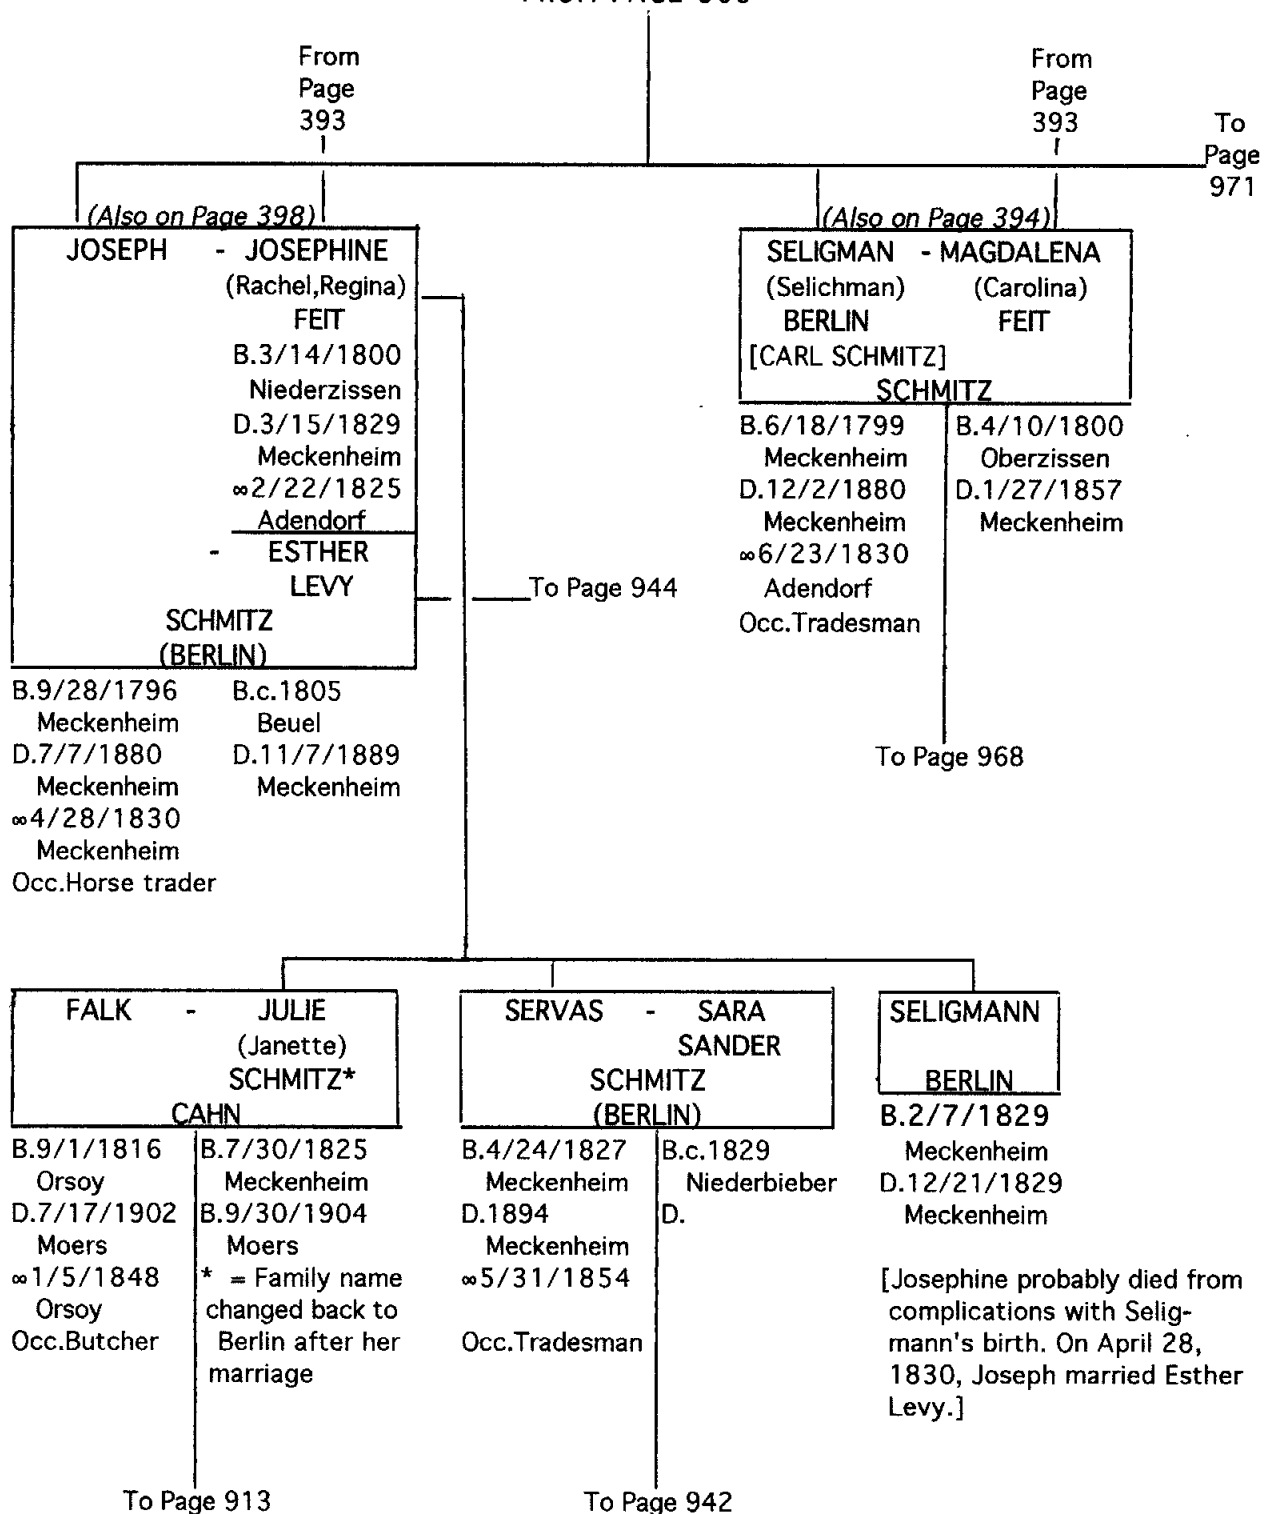 From
Page
393
From
Page
393
To
Page
971
(Also on Page 398)
JOSEPH - JOSEPHINE
(Rachel,Regina)
FEIT
B.3/14/1800
Niederzissen
D.3/15/1829
Meckenheim
∞2/22/1825
Adendorf
- ESTHER
LEVY
To Page 944
SCHMITZ
(BERLIN)
B.9/28/1796
Meckenheim
D.7/7/1880
Meckenheim
∞4/28/1830
Meckenheim
Occ.Horse trader
B.c.1805
Beuel
D.11/7/1889
Meckenheim
(Also on Page 394)
SELIGMAN - MAGDALENA
(Selichman) (Carolina)
BERLIN FEIT
[CARL SCHMITZ]
SCHMITZ
B.6/18/1799
Meckenheim
D.12/2/1880
Meckenheim
∞6/23/1830
Adendorf
Occ.Tradesman
B.4/10/1800
Oberzissen
D.1/27/1857
Meckenheim
To Page 968
FALK - JULIE
(Janette)
SCHMITZ*
CAHN
B.9/1/1816
Orsoy
D.7/17/1902
Moers
∞1/5/1848
Orsoy
Occ.Butcher
B.7/30/1825
Meckenheim
B.9/30/1904
Moers
* = Family name
changed back to
Berlin after her
marriage
To Page 913
SERVAS - SARA
SANDER
SCHMITZ
(BERLIN)
B.4/24/1827
Meckenheim
D.1894
Meckenheim
∞5/31/1854
Occ.Tradesman
B.c.1829
Niederbieber
D.
To Page 942
SELIGMANN
BERLIN
B.2/7/1829
Meckenheim
D.12/21/1829
Meckenheim
[Josephine probably died from
complications with Selig-
mann's birth. On April 28,
1830, Joseph married Esther
Levy.]